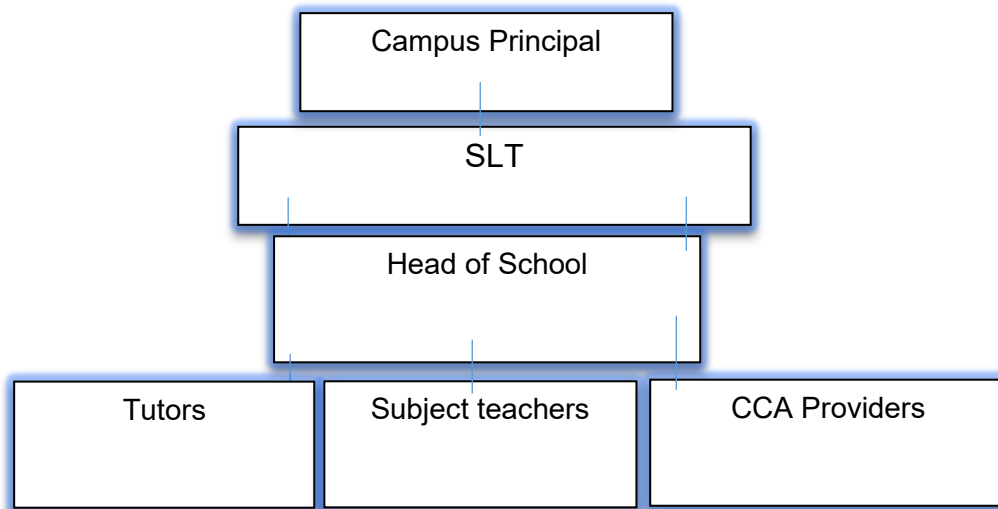 Campus Principal
SLT
Head of School
Tutors
Subject teachers
CCA Providers